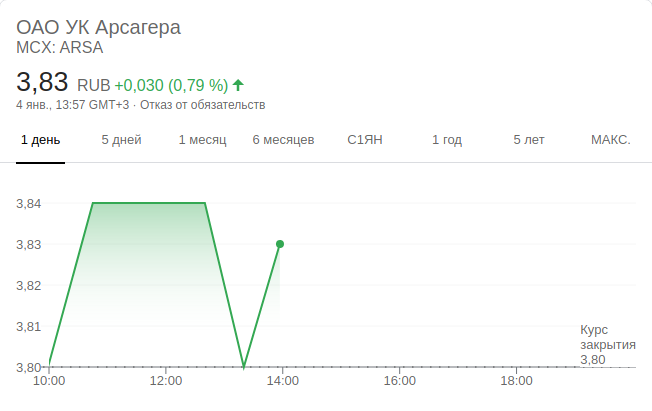 ОАО УК Арсагера
MCX: ARSA
3,83 RUB +0,030 (0,79 %)
4 янв., 13:57 GMT+3 · Отказ от обязательств
1 день 5 дней 1 месяц 6 месяцев С1ЯН 1 год 5 лет МАКС.
3,84
3,83
3,82
3,81
3,80
Курс
закрытия
3,80
10:00 12:00 14:00 16:00 18:00